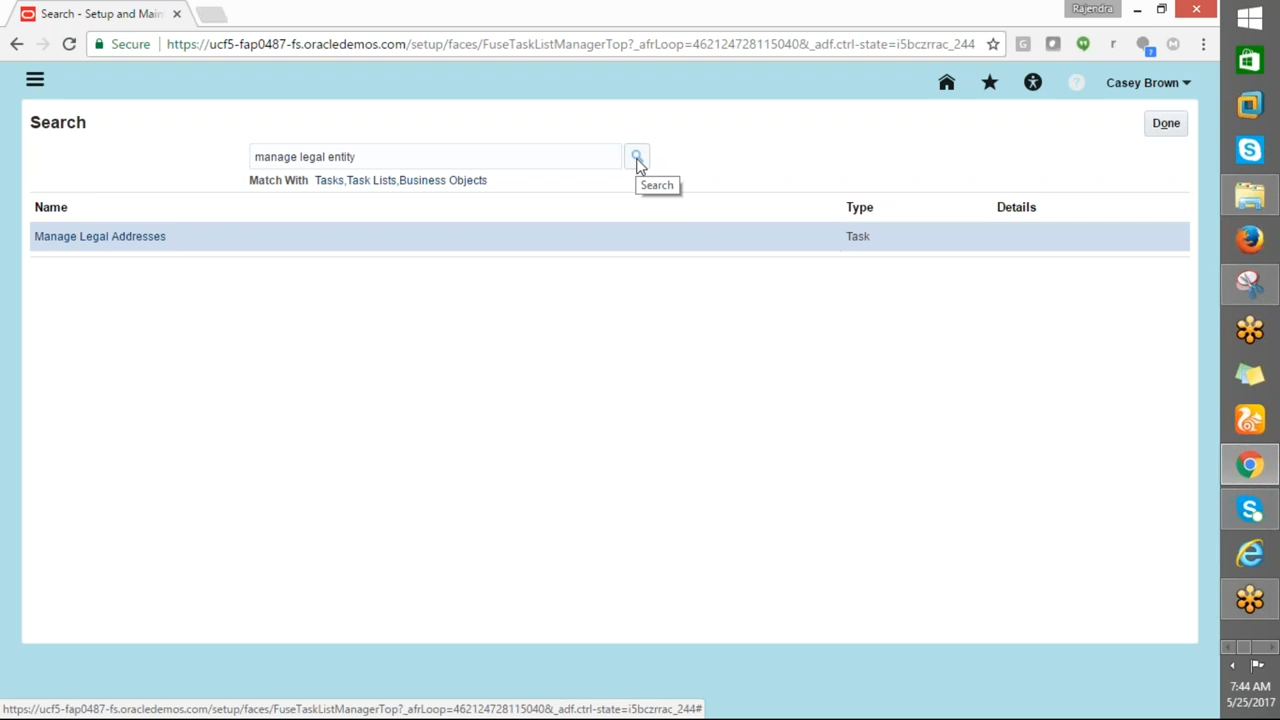 Search - Setup and Main
Rajendra
Secure
https://ucf5-fap0487-fs.oracledemos.com/setup/faces/FuseTaskListManagerTop?_afrLoop=462124728115040&_adf.ctrl-state=i5bczrrac_244
G
r
7
M
?
Casey Brown
Search
Done
manage legal entity
Match With Tasks,Task Lists,Business Objects
Search
Name Type Details
Manage Legal Addresses Task
https://ucf5-fap0487-fs.oracledemos.com/setup/faces/FuseTaskListManagerTop?_afrLoop=462124728115040&_adf.ctrl-state=i5bczrrac_244#
7:44 AM
5/25/2017